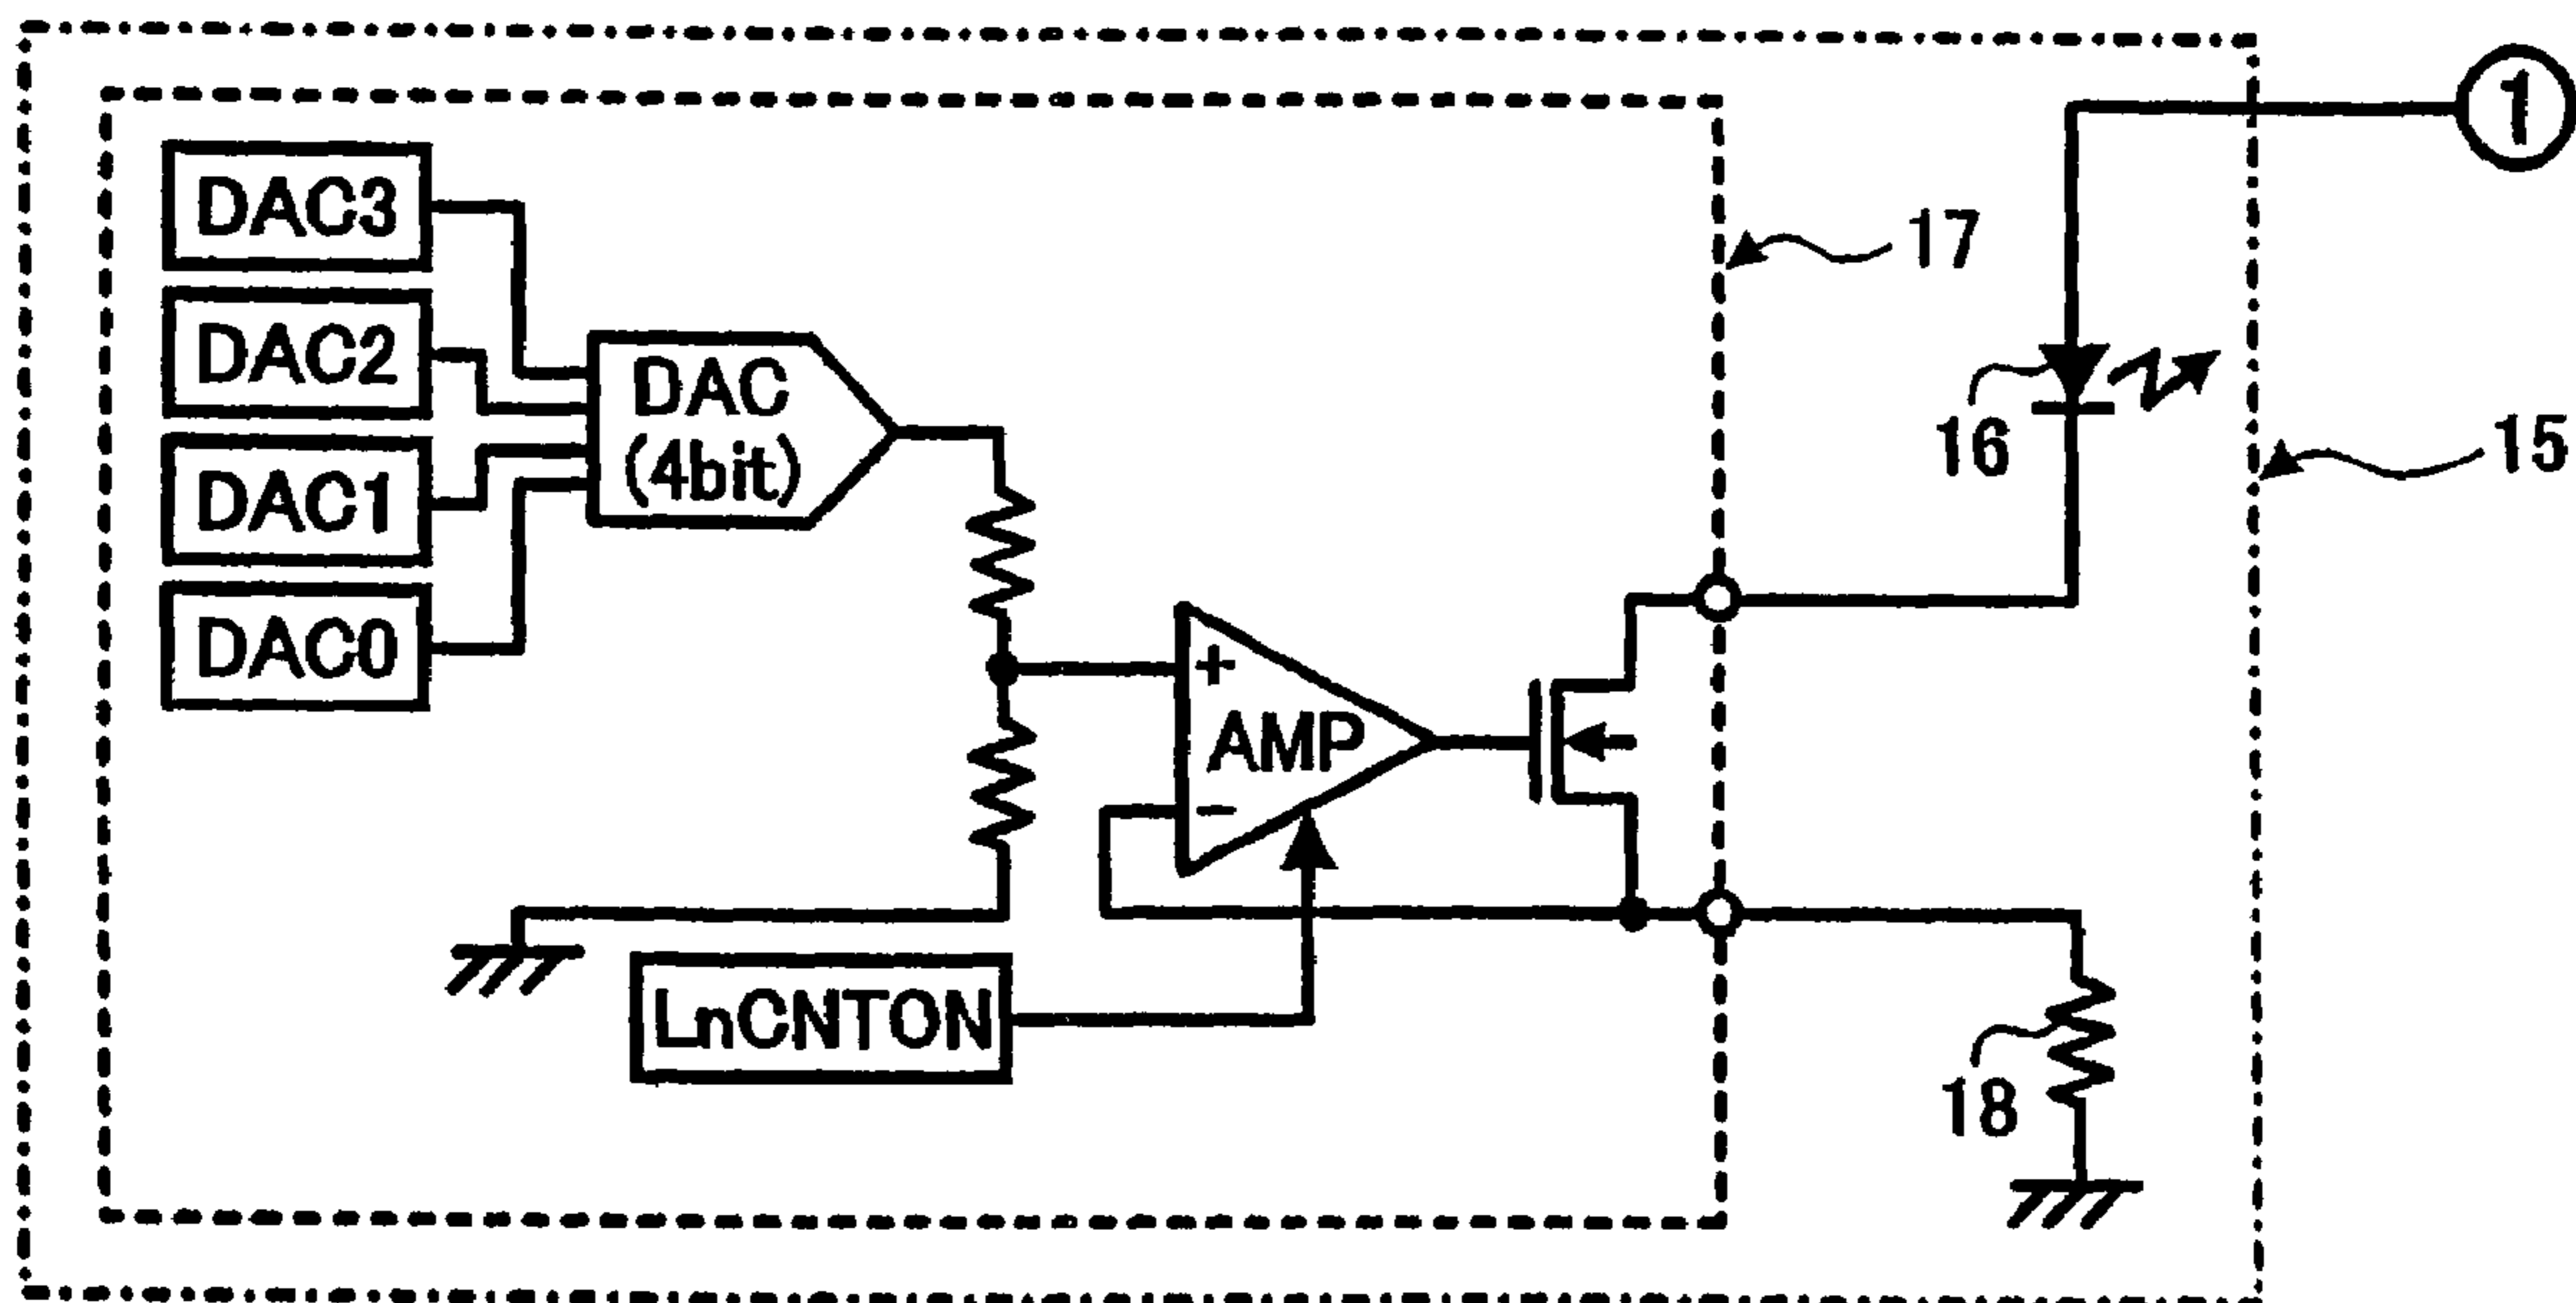 1
DAC3
17
DAC2
DAC
(4bit)
16
15
DAC1
DAC0
+
AMP
−
LnCNTON
18